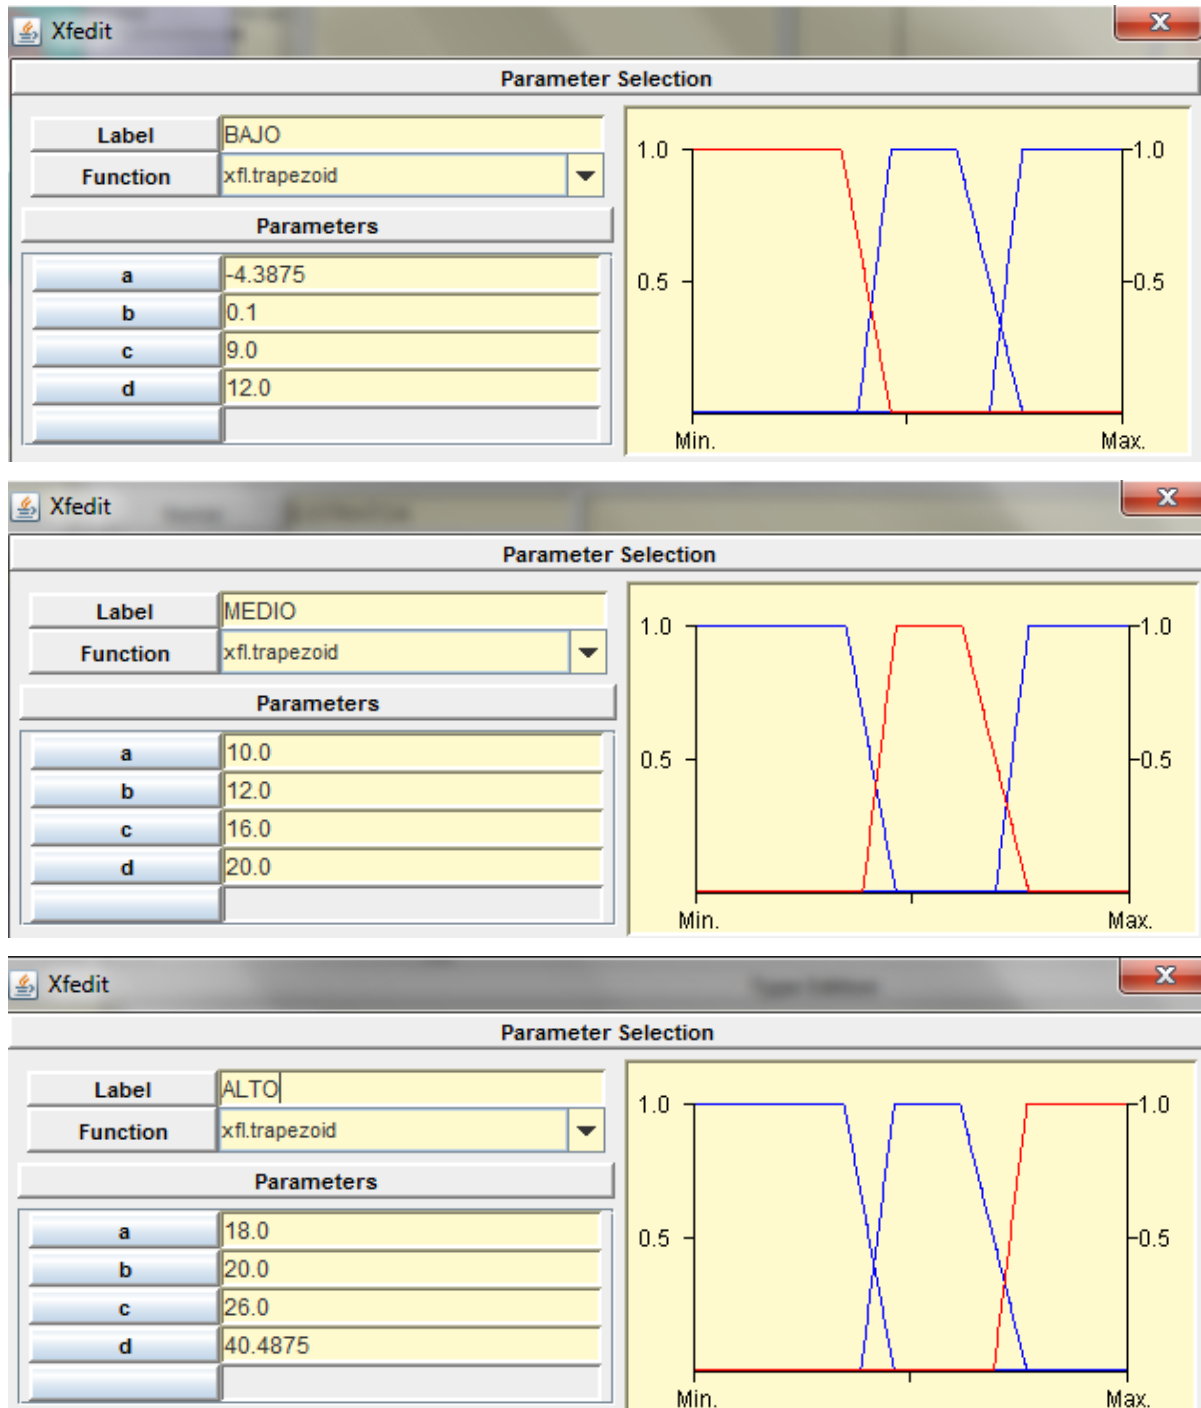 Xfedit
Parameter Selection
Label BAJO
Function xfl.trapezoid
Parameters
a -4.3875
b 0.1
c 9.0
d 12.0
1.0 1.0
0.5 0.5
Min. Max.
Xfedit
Parameter Selection
Label MEDIO
Function xfl.trapezoid
Parameters
a 10.0
b 12.0
c 16.0
d 20.0
1.0 1.0
0.5 0.5
Min. Max.
Xfedit
Parameter Selection
Label ALTO
Function xfl.trapezoid
Parameters
a 18.0
b 20.0
c 26.0
d 40.4875
1.0 1.0
0.5 0.5
Min. Max.